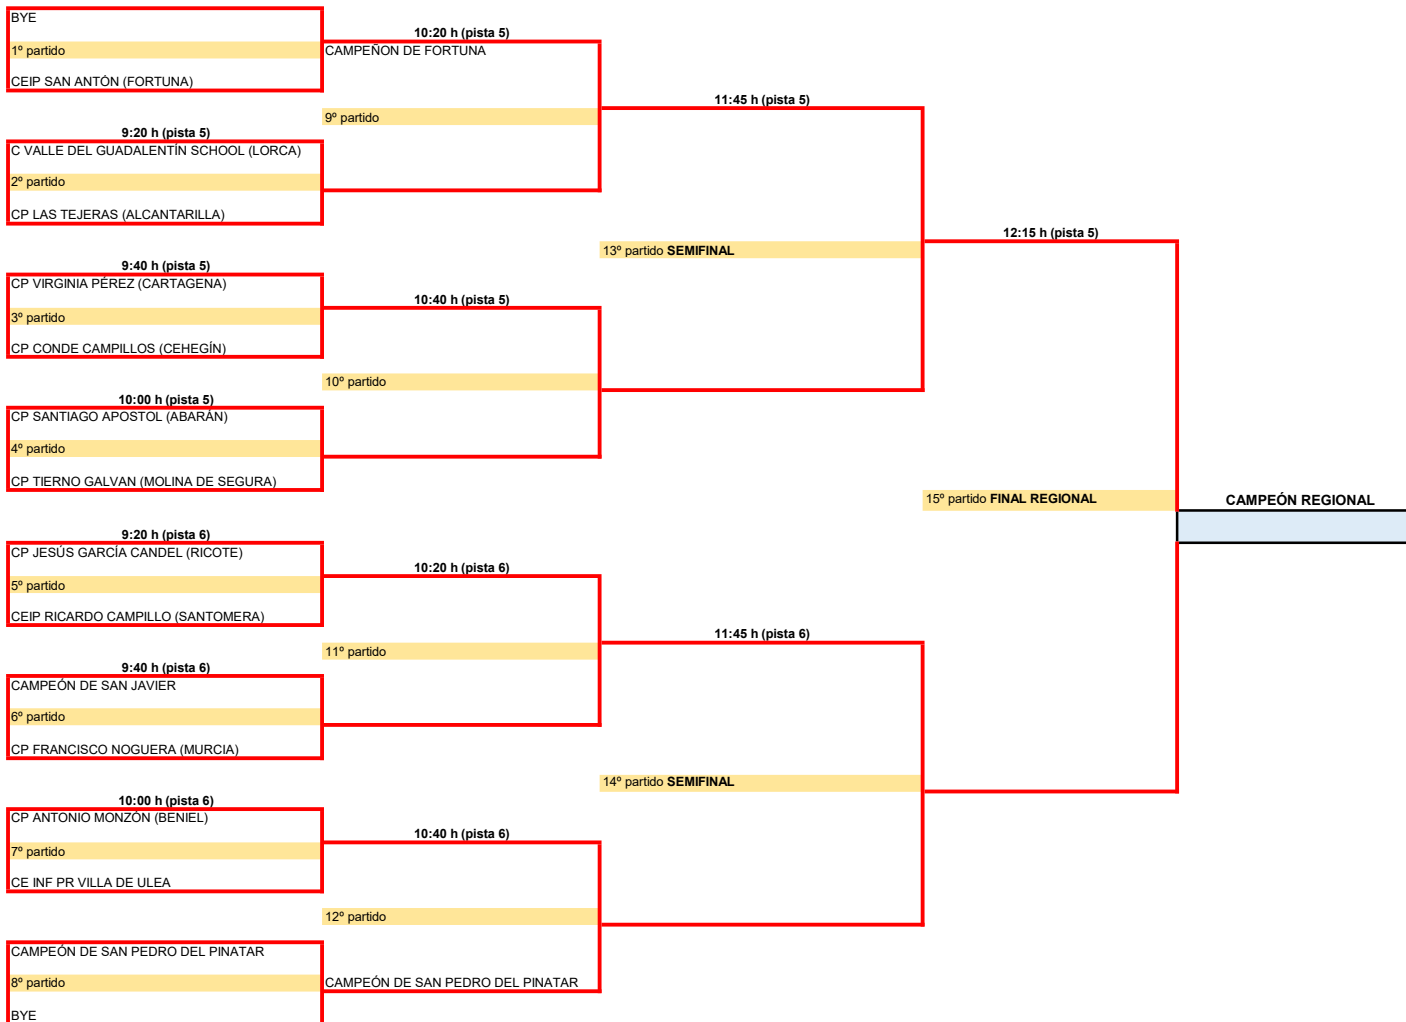 BYE
10:20 h (pista 5)
1º partido
CAMPEÑON DE FORTUNA
CEIP SAN ANTÓN (FORTUNA)
11:45 h (pista 5)
9º partido
9:20 h (pista 5)
C VALLE DEL GUADALENTÍN SCHOOL (LORCA)
2º partido
CP LAS TEJERAS (ALCANTARILLA)
12:15 h (pista 5)
13º partido SEMIFINAL
9:40 h (pista 5)
CP VIRGINIA PÉREZ (CARTAGENA)
10:40 h (pista 5)
3º partido
CP CONDE CAMPILLOS (CEHEGÍN)
10º partido
10:00 h (pista 5)
CP SANTIAGO APOSTOL (ABARÁN)
4º partido
CP TIERNO GALVAN (MOLINA DE SEGURA)
15º partido FINAL REGIONAL
CAMPEÓN REGIONAL
9:20 h (pista 6)
CP JESÚS GARCÍA CANDEL (RICOTE)
10:20 h (pista 6)
5º partido
CEIP RICARDO CAMPILLO (SANTOMERA)
11:45 h (pista 6)
11º partido
9:40 h (pista 6)
CAMPEÓN DE SAN JAVIER
6º partido
CP FRANCISCO NOGUERA (MURCIA)
14º partido SEMIFINAL
10:00 h (pista 6)
CP ANTONIO MONZÓN (BENIEL)
10:40 h (pista 6)
7º partido
CE INF PR VILLA DE ULEA
12º partido
CAMPEÓN DE SAN PEDRO DEL PINATAR
8º partido
CAMPEÓN DE SAN PEDRO DEL PINATAR
BYE